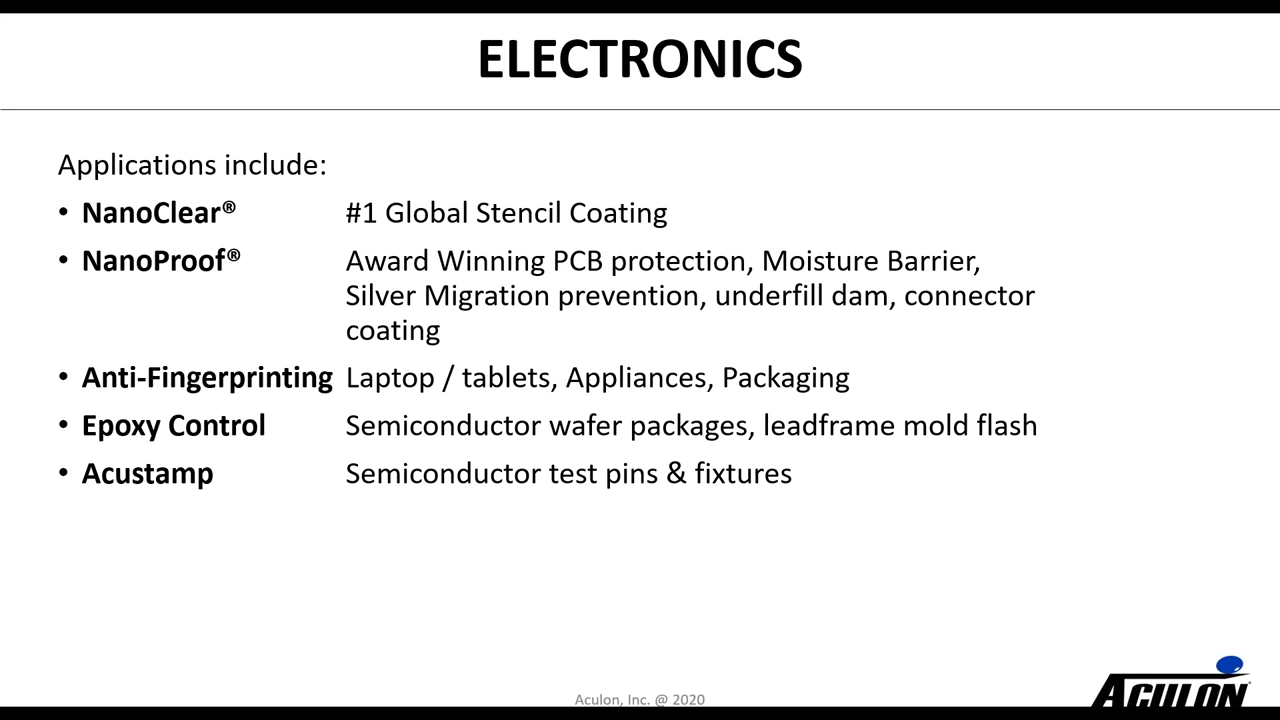 ELECTRONICS
Applications include:
• NanoClear® #1 Global Stencil Coating
• NanoProof® Award Winning PCB protection, Moisture Barrier,
Silver Migration prevention, underfill dam, connector
coating
• Anti-Fingerprinting Laptop / tablets, Appliances, Packaging
• Epoxy Control Semiconductor wafer packages, leadframe mold flash
• Acustamp Semiconductor test pins & fixtures
Aculon, Inc. @ 2020
ACULON